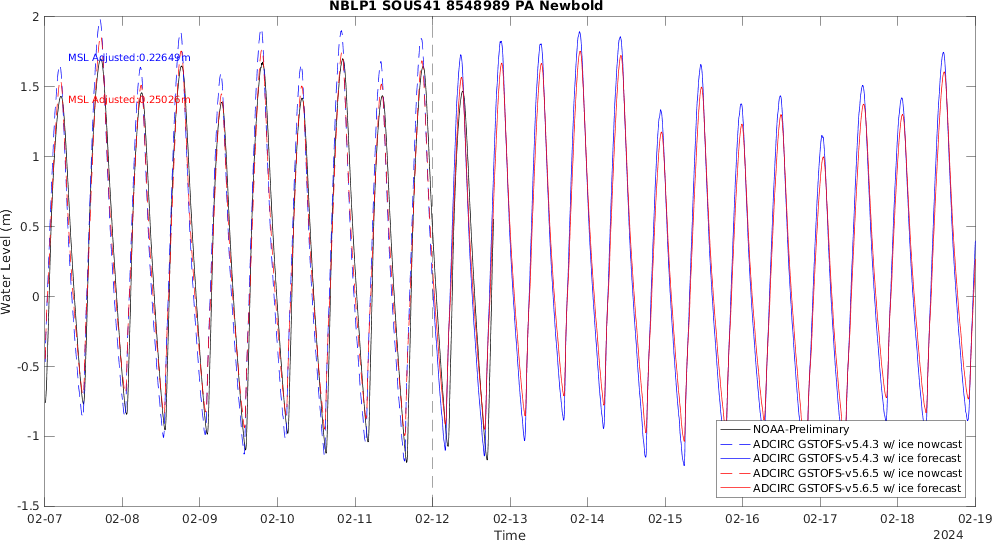 NBLP1 SOUS41 8548989 PA Newbold
2
1.5
1
0.5
0
-0.5
-1
-1.5
Water Level (m)
MSL Adjusted:0.22649m
MSL Adjusted:0.25026m
NOAA-Preliminary
ADCIRC GSTOFS-v5.4.3 w/ ice nowcast
ADCIRC GSTOFS-v5.4.3 w/ ice forecast
ADCIRC GSTOFS-v5.6.5 w/ ice nowcast
ADCIRC GSTOFS-v5.6.5 w/ ice forecast
02-07 02-08 02-09 02-10 02-11 02-12 02-13 02-14 02-15 02-16 02-17 02-18 02-19
Time
2024